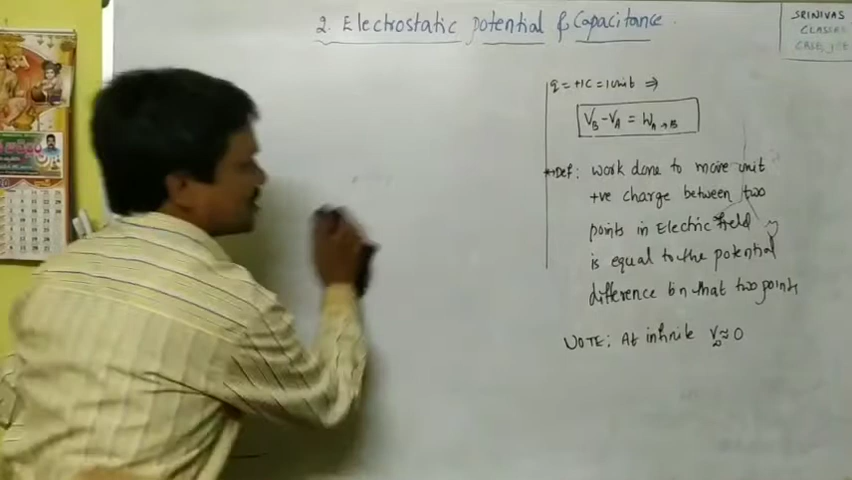 2. Electrostatic potential & Capacitance.
SRINIVAS
CLASSES
q = +1C = 1 unit ⇒
V_B - V_A = W_A→B
Def: work done to move unit
+ve charge between two
points in Electric field
is equal to the potential
difference b/n that two points
NOTE: At infinite V_∞ ≈ 0